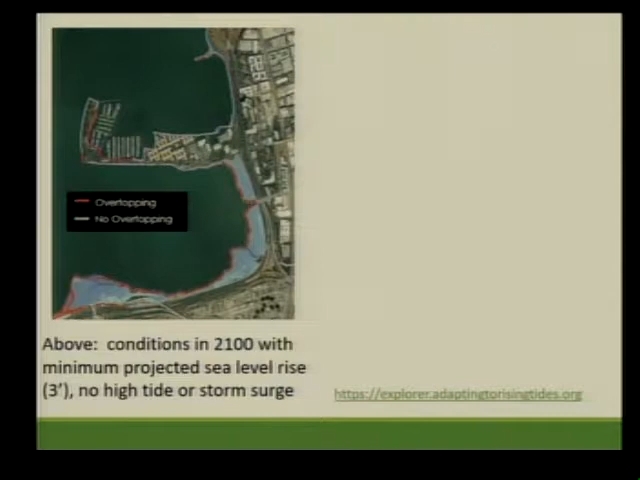 Overtopping
No Overtopping
Above:  conditions in 2100 with
minimum projected sea level rise
(3’), no high tide or storm surge
https://explorer.adaptingtorisingtides.org